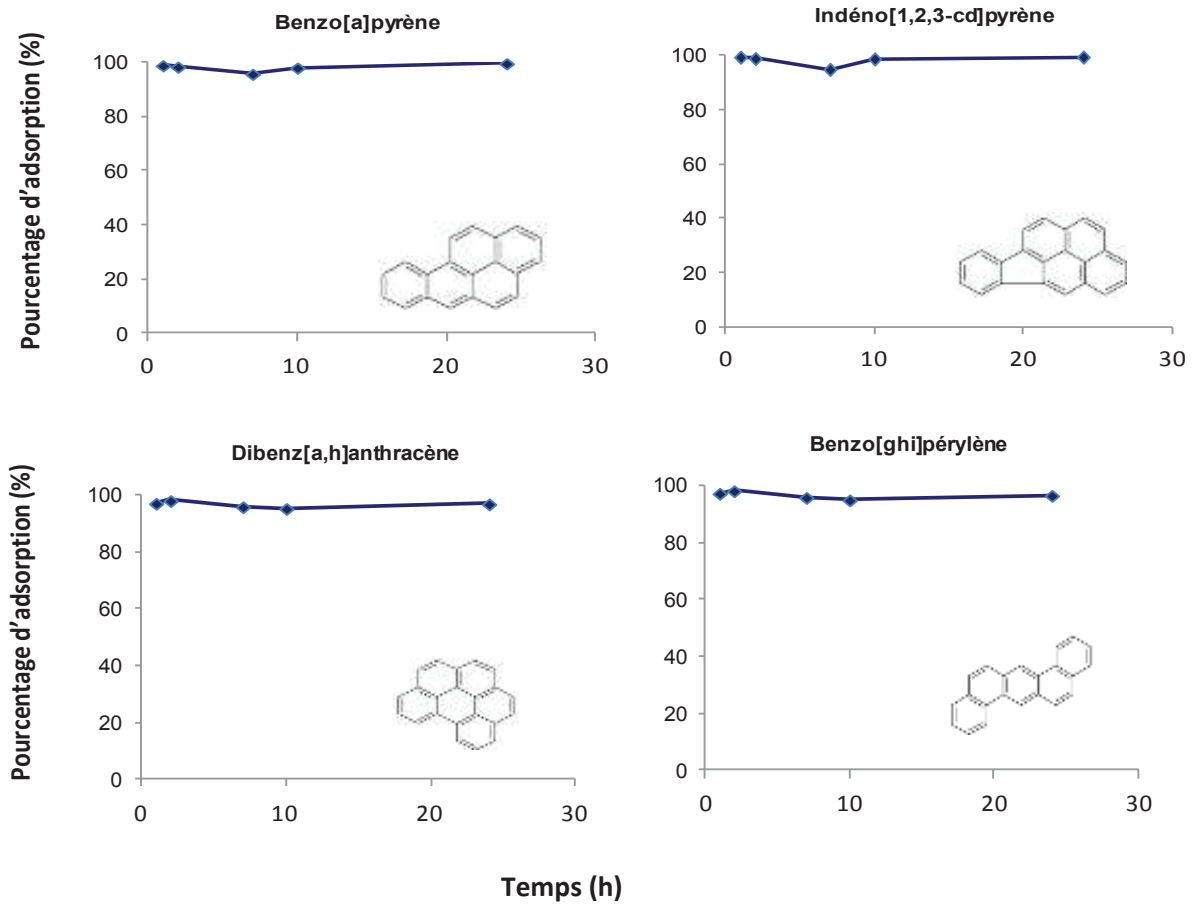 Benzo[a]pyrène
Pourcentage d'adsorption (%)
100
80
60
40
20
0
0 10 20 30
Indéno[1,2,3-cd]pyrène
100
80
60
40
20
0
0 10 20 30
Dibenz[a,h]anthracène
Pourcentage d'adsorption (%)
100
80
60
40
20
0
0 10 20 30
Benzo[ghi]pérylène
100
80
60
40
20
0
0 10 20 30
Temps (h)